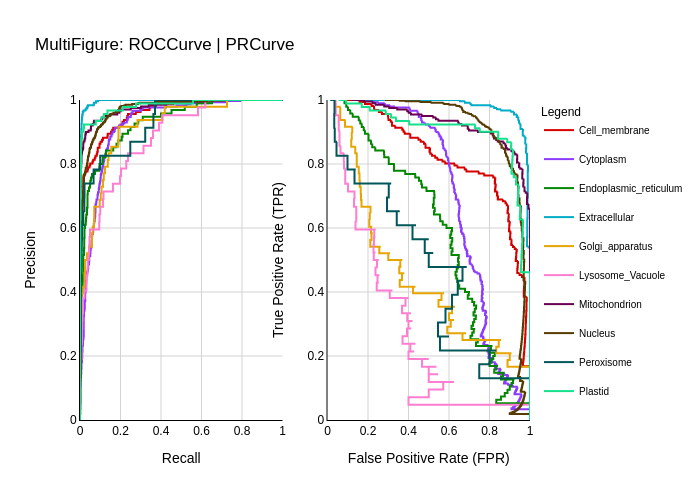 MultiFigure: ROCCurve | PRCurve
Precision
1
0.8
0.6
0.4
0.2
0
0 0.2 0.4 0.6 0.8 1
Recall
True Positive Rate (TPR)
1
0.8
0.6
0.4
0.2
0
0 0.2 0.4 0.6 0.8 1
False Positive Rate (FPR)
Legend
Cell_membrane
Cytoplasm
Endoplasmic_reticulum
Extracellular
Golgi_apparatus
Lysosome_Vacuole
Mitochondrion
Nucleus
Peroxisome
Plastid